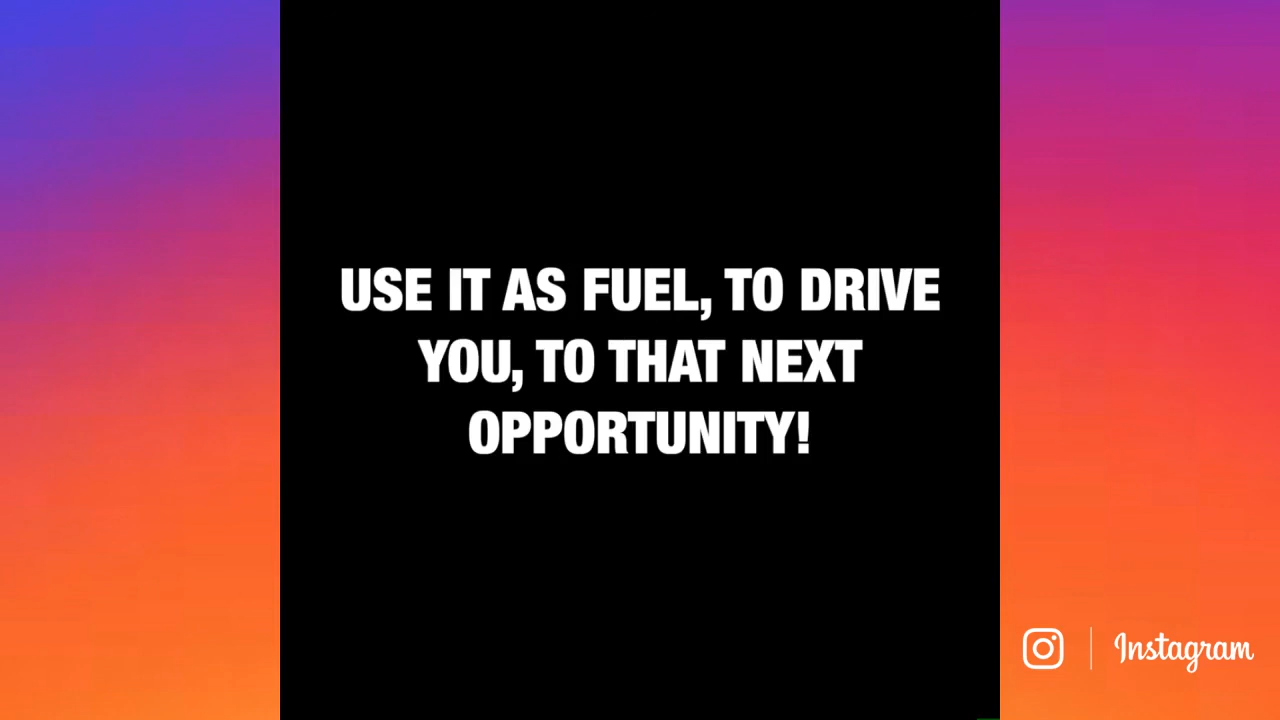 USE IT AS FUEL, TO DRIVE
YOU, TO THAT NEXT
OPPORTUNITY!
Instagram